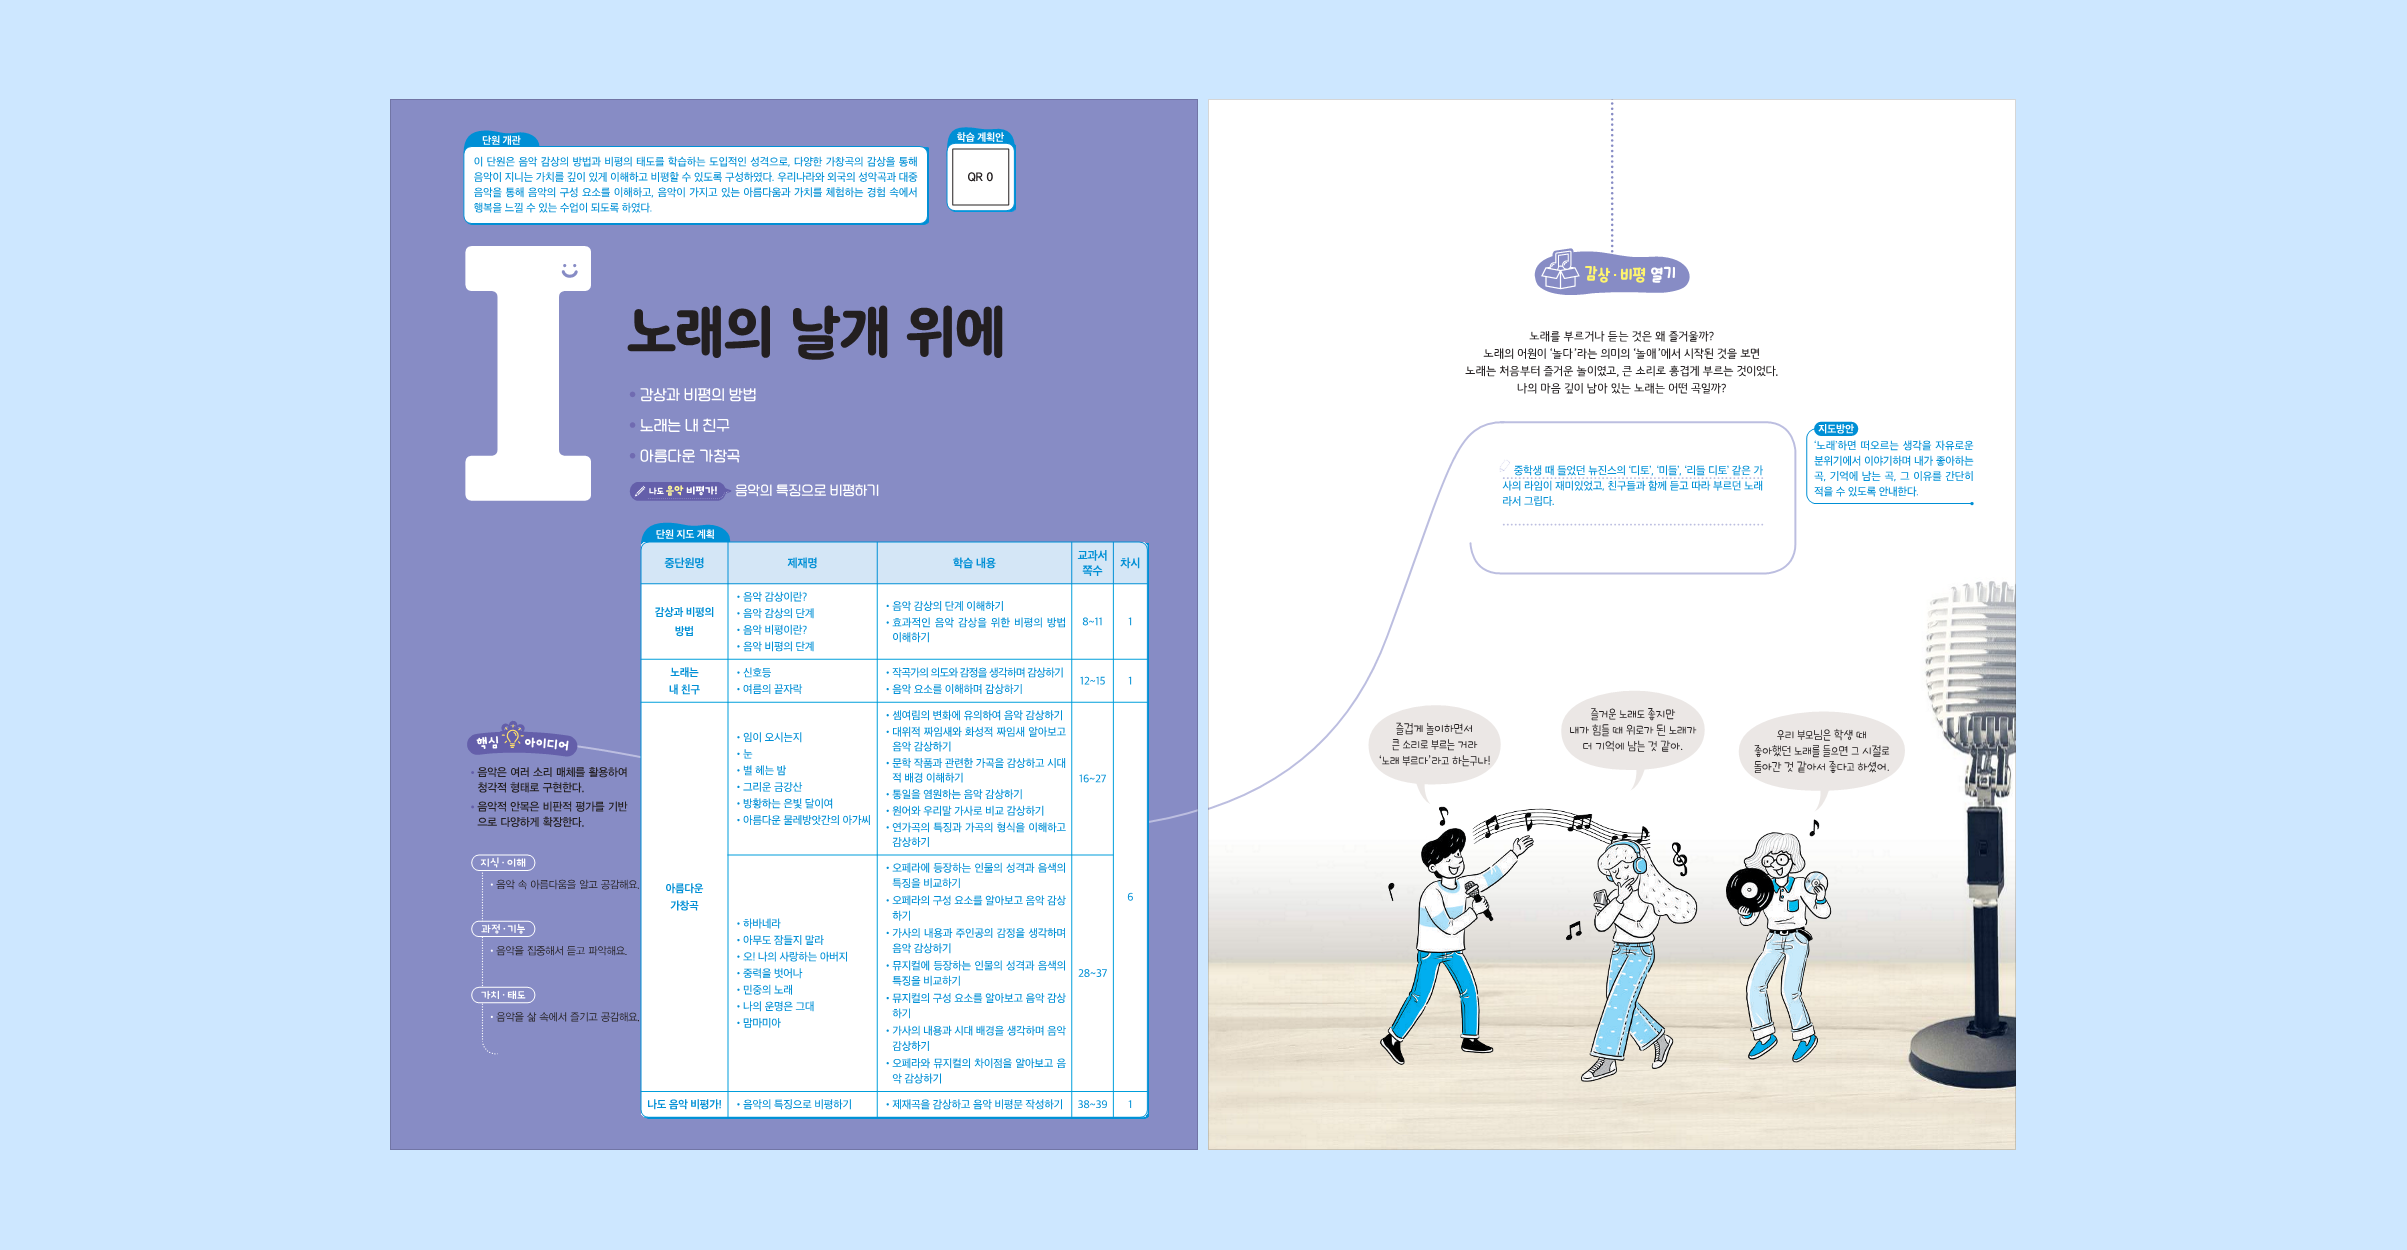 단원 개관
이 단원은 음악 감상의 방법과 비평의 태도를 학습하는 도입적인 성격으로, 다양한 가창곡의 감상을 통해
음악이 지니는 가치를 깊이 있게 이해하고 비평할 수 있도록 구성하였다. 우리나라와 외국의 성악곡과 대중
음악을 통해 음악의 구성 요소를 이해하고, 음악이 가지고 있는 아름다움과 가치를 체험하는 경험 속에서
행복을 느낄 수 있는 수업이 되도록 하였다.
학습 계획안
QR 0
I
노래의 날개 위에
• 감상과 비평의 방법
• 노래는 내 친구
• 아름다운 가창곡
나도 음악 비평가! 음악의 특징으로 비평하기
핵심 아이디어
• 음악은 여러 소리 매체를 활용하여
청각적 형태로 구현한다.
• 음악적 안목은 비판적 평가를 기반
으로 다양하게 확장한다.
지식·이해
• 음악 속 아름다움을 알고 공감해요.
과정·기능
• 음악을 집중해서 듣고 파악해요.
가치·태도
• 음악을 삶 속에서 즐기고 공감해요.
단원 지도 계획
중단원명
제재명
학습 내용
교과서
쪽수
차시
감상과 비평의
방법
• 음악 감상이란?
• 음악 감상의 단계
• 음악 비평이란?
• 음악 비평의 단계
• 음악 감상의 단계 이해하기
• 효과적인 음악 감상을 위한 비평의 방법
이해하기
8~11
1
노래는
내 친구
• 신호등
• 여름의 끝자락
• 작곡가의 의도와 감정을 생각하며 감상하기
• 음악 요소를 이해하며 감상하기
12~15
1
아름다운
가창곡
• 임이 오시는지
• 눈
• 별 헤는 밤
• 그리운 금강산
• 방황하는 은빛 달이여
• 아름다운 물레방앗간의 아가씨
• 셈여림의 변화에 유의하여 음악 감상하기
• 대위적 짜임새와 화성적 짜임새 알아보고
음악 감상하기
• 문학 작품과 관련한 가곡을 감상하고 시대
적 배경 이해하기
• 통일을 염원하는 음악 감상하기
• 원어와 우리말 가사로 비교 감상하기
• 연가곡의 특징과 가곡의 형식을 이해하고
감상하기
16~27
6
• 하바네라
• 아무도 잠들지 말라
• 오! 나의 사랑하는 아버지
• 중력을 벗어나
• 민중의 노래
• 나의 운명은 그대
• 맘마미아
• 오페라에 등장하는 인물의 성격과 음색의
특징을 비교하기
• 오페라의 구성 요소를 알아보고 음악 감상
하기
• 가사의 내용과 주인공의 감정을 생각하며
음악 감상하기
• 뮤지컬에 등장하는 인물의 성격과 음색의
특징을 비교하기
• 뮤지컬의 구성 요소를 알아보고 음악 감상
하기
• 가사의 내용과 시대 배경을 생각하며 음악
감상하기
• 오페라와 뮤지컬의 차이점을 알아보고 음
악 감상하기
28~37
나도 음악 비평가!
• 음악의 특징으로 비평하기
• 제재곡을 감상하고 음악 비평문 작성하기
38~39
1
감상·비평 열기
노래를 부르거나 듣는 것은 왜 즐거울까?
노래의 어원이 ‘놀다’라는 의미의 ‘놀애’에서 시작된 것을 보면
노래는 처음부터 즐거운 놀이였고, 큰 소리로 흥겹게 부르는 것이었다.
나의 마음 깊이 남아 있는 노래는 어떤 곡일까?
중학생 때 들었던 뉴진스의 ‘디토’, ‘미들’, ‘리들 디토’ 같은 가
사의 라임이 재미있었고, 친구들과 함께 듣고 따라 부르던 노래
라서 그립다.
지도방안
‘노래’하면 떠오르는 생각을 자유로운
분위기에서 이야기하며 내가 좋아하는
곡, 기억에 남는 곡, 그 이유를 간단히
적을 수 있도록 안내한다.
즐겁게 놀이하면서
큰 소리로 부르는 거라
‘노래 부르다’라고 하는구나!
즐거운 노래도 좋지만
내가 힘들 때 위로가 된 노래가
더 기억에 남는 것 같아.
우리 부모님은 학생 때
좋아했던 노래를 들으면 그 시절로
돌아간 것 같아서 좋다고 하셨어.